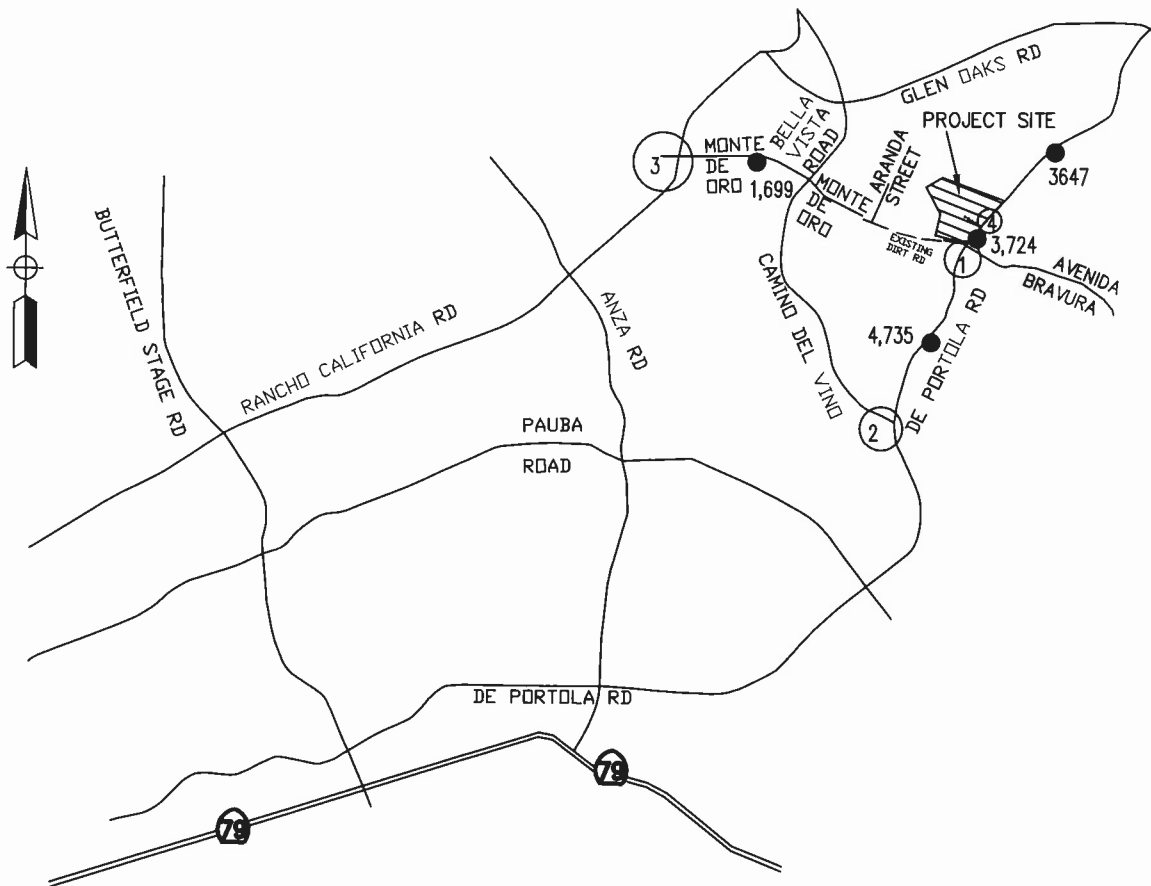 GLEN OAKS RD
PROJECT SITE
BELLA
VISTA
ROAD
MONTE
DE
ORO
3
1,699
ARANDA
STREET
3647
MONTE
DE
ORO
4
3,724
EXISTING
DIRT RD
1
AVENIDA
BRAVURA
BUTTERFIELD
STAGE RD
RANCHO CALIFORNIA RD
ANZA RD
CAMINO DEL VINO
4,735
DE PORTOLA RD
2
PAUBA
ROAD
DE PORTOLA RD
79
79